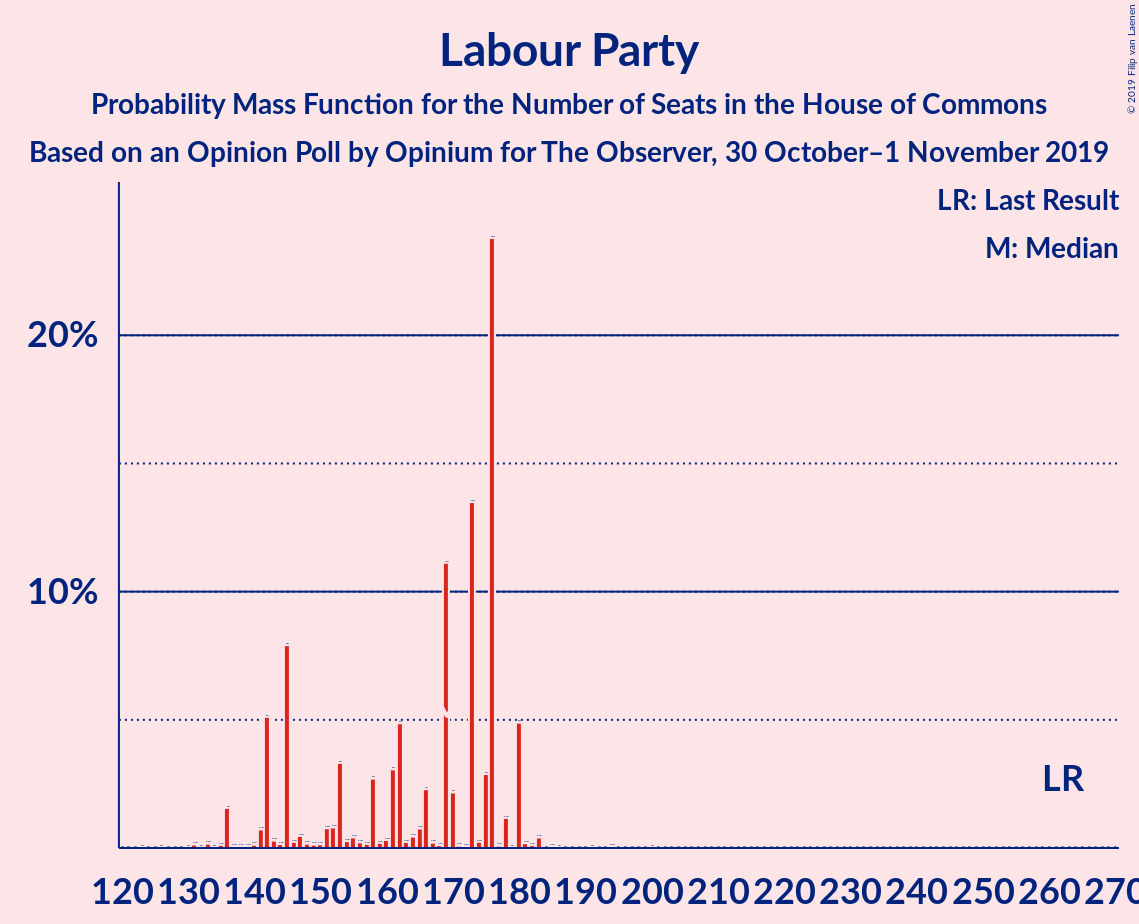 Labour Party
Probability Mass Function for the Number of Seats in the House of Commons
Based on an Opinion Poll by Opinium for The Observer, 30 October–1 November 2019
© 2019 Filip van Laenen
LR: Last Result
M: Median
20%
10%
LR
120 130 140 150 160 170 180 190 200 210 220 230 240 250 260 270